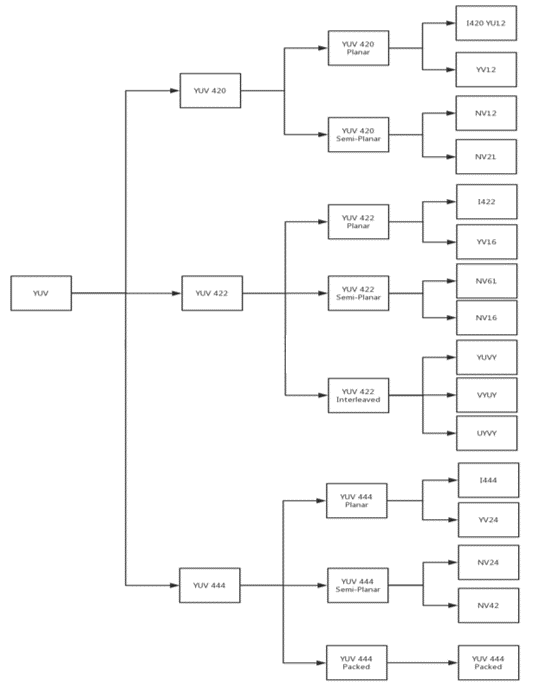 I420 YU12
YUV 420
Planar
YV12
YUV 420
NV12
YUV 420
Semi-Planar
NV21
I422
YUV 422
Planar
YV16
NV61
YUV
YUV 422
YUV 422
Semi-Planar
NV16
YUVY
YUV 422
Interleaved
VYUY
UYVY
I444
YUV 444
Planar
YV24
NV24
YUV 444
YUV 444
Semi-Planar
NV42
YUV 444
Packed
YUV 444
Packed